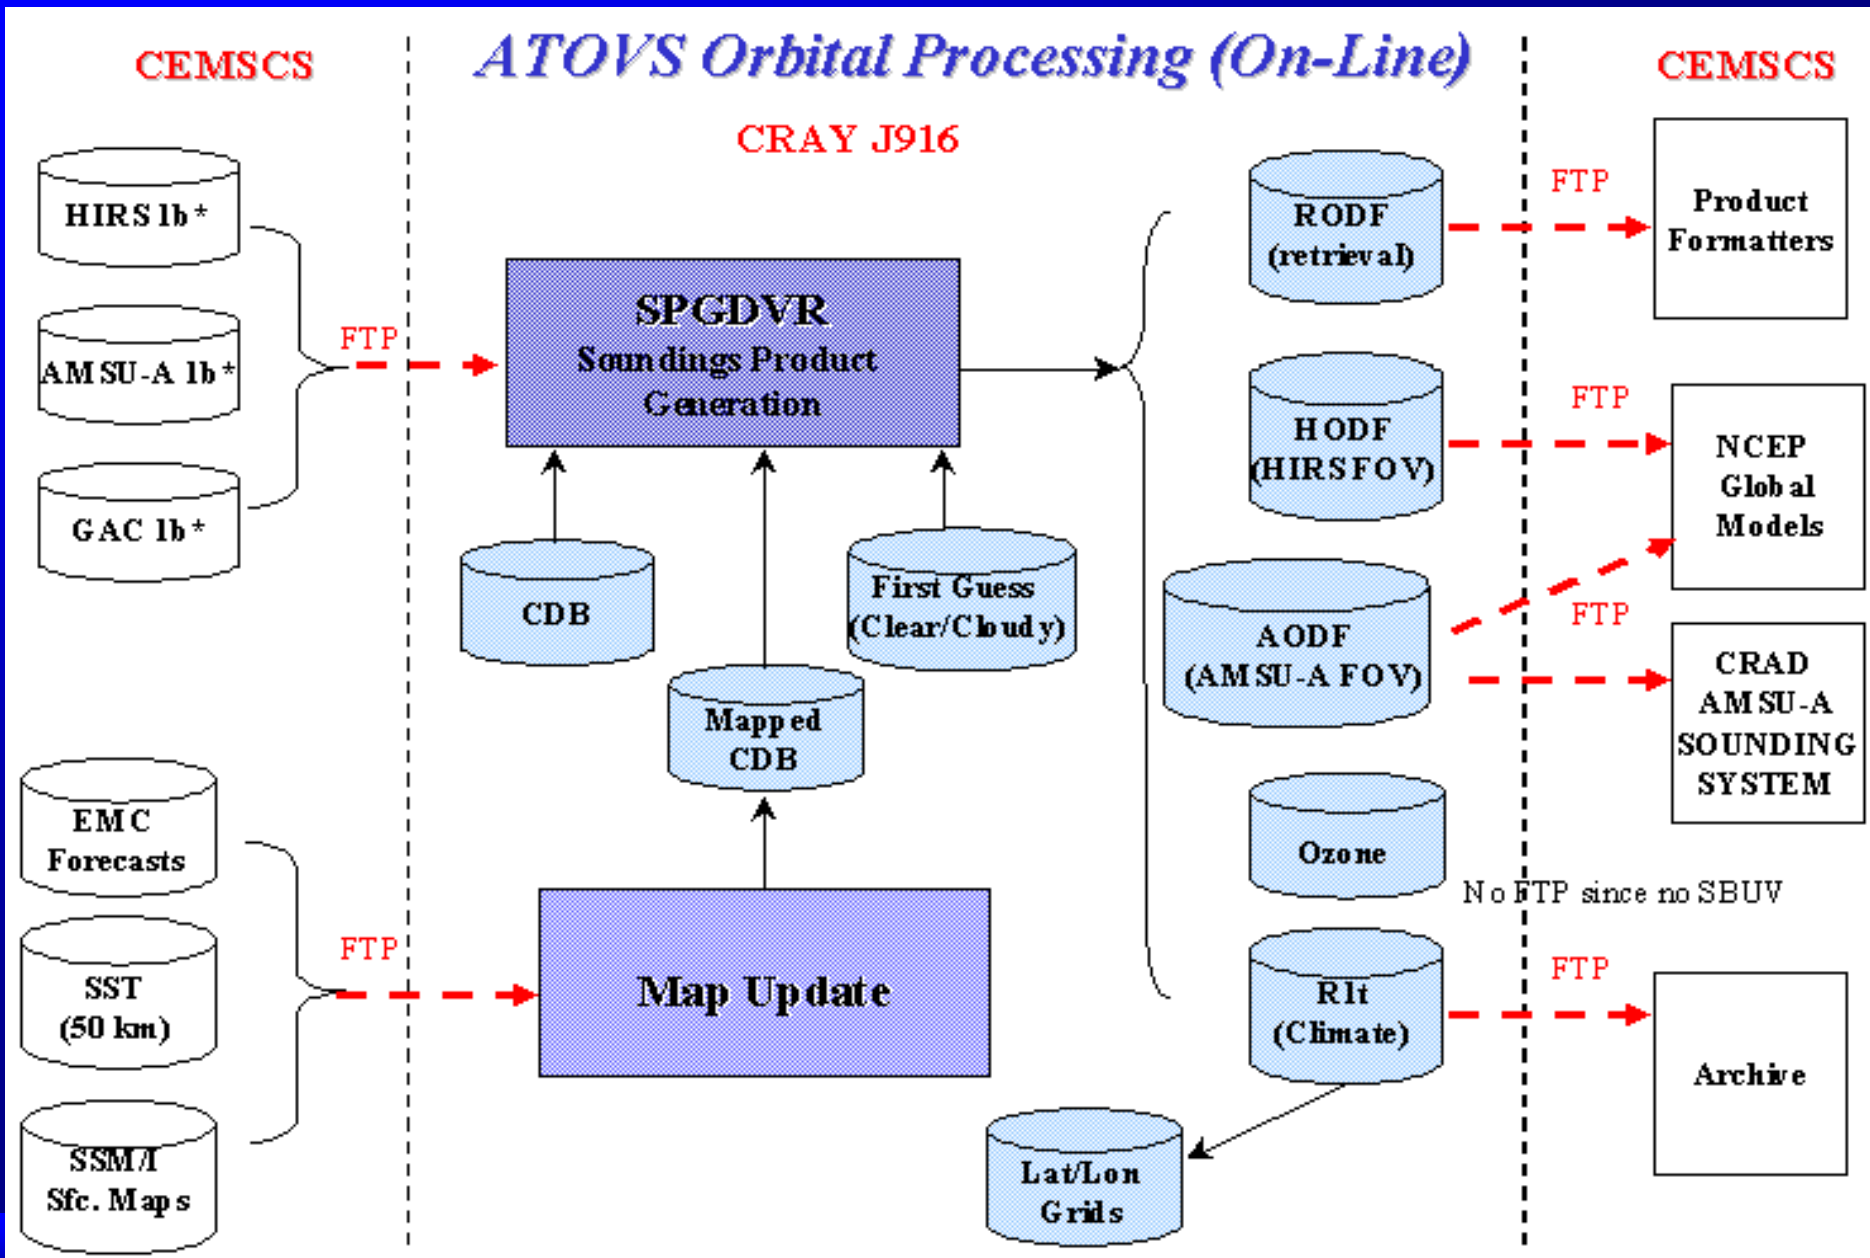 ATOVS Orbital Processing (On-Line)
CEMSCS
CRAY J916
CEMSCS
HIRS 1b*
AMSU-A 1b*
GAC 1b*
FTP
SPGDVR
Soundings Product
Generation
CDB
First Guess
(Clear/Cloudy)
Mapped
CDB
EMC
Forecasts
SST
(50 km)
SSM/I
Sfc. Maps
FTP
Map Update
RODF
(retrieval)
HODF
(HIRS FOV)
AODF
(AMSU-A FOV)
Ozone
R1t
(Climate)
Lat/Lon
Grids
FTP
Product
Formatters
FTP
NCEP
Global
Models
FTP
CRAD
AMSU-A
SOUNDING
SYSTEM
No FTP since no SBUV
FTP
Archive